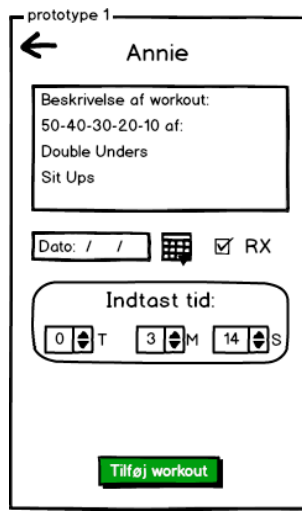 prototype 1
Annie
Beskrivelse af workout:
50-40-30-20-10 af:
Double Unders
Sit Ups
Dato: / / RX
Indtast tid:
0 T 3 M 14 S
Tilføj workout